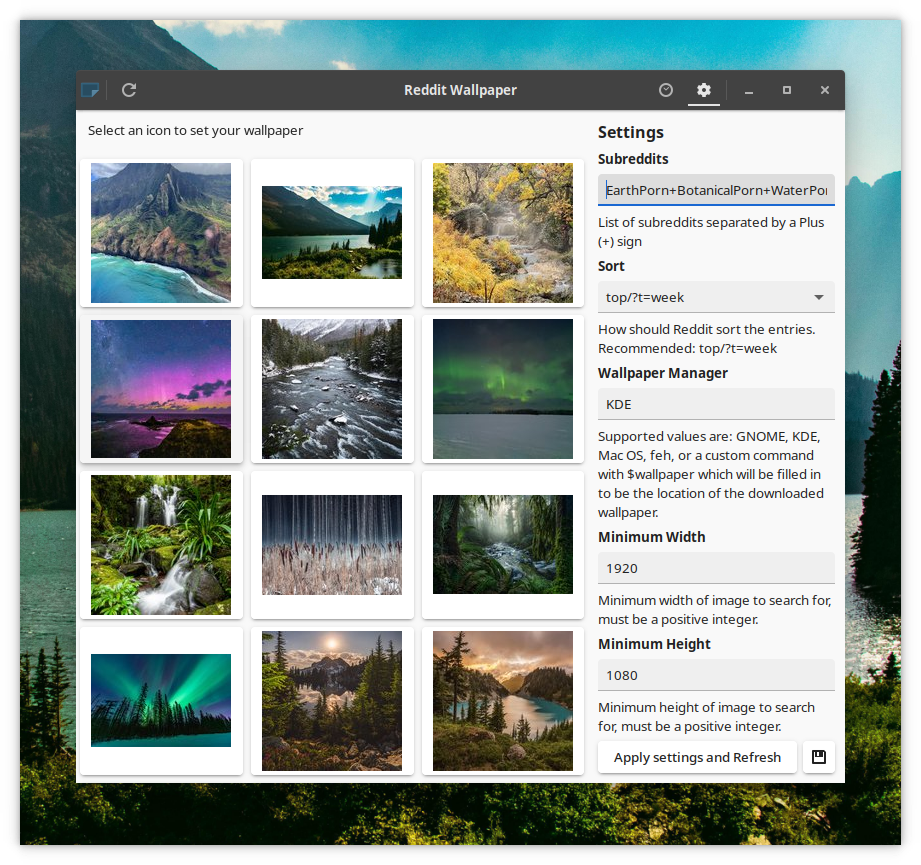 Reddit Wallpaper
Select an icon to set your wallpaper
Settings
Subreddits
EarthPorn+BotanicalPorn+WaterPo
List of subreddits separated by a Plus
(+) sign
Sort
top/?t=week
How should Reddit sort the entries.
Recommended: top/?t=week
Wallpaper Manager
KDE
Supported values are: GNOME, KDE,
Mac OS, feh, or a custom command
with $wallpaper which will be filled in
to be the location of the downloaded
wallpaper.
Minimum Width
1920
Minimum width of image to search for,
must be a positive integer.
Minimum Height
1080
Minimum height of image to search
for, must be a positive integer.
Apply settings and Refresh